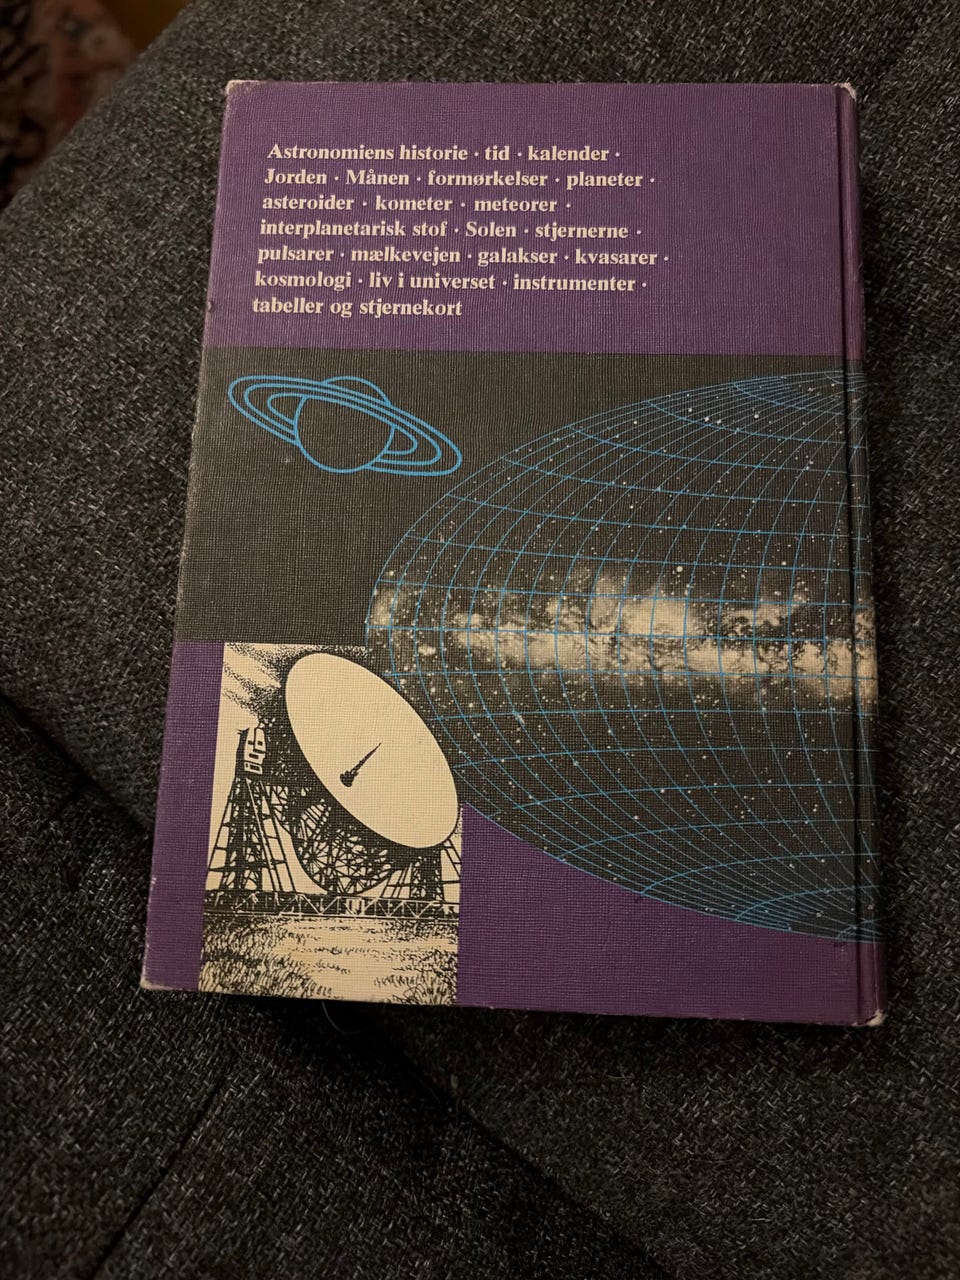 Astronomiens historie · tid · kalender ·
Jorden · Månen · formørkelser · planeter ·
asteroider · kometer · meteorer ·
interplanetarisk stof · Solen · stjernerne ·
pulsarer · mælkevejen · galakser · kvasarer ·
kosmologi · liv i universet · instrumenter ·
tabeller og stjernekort